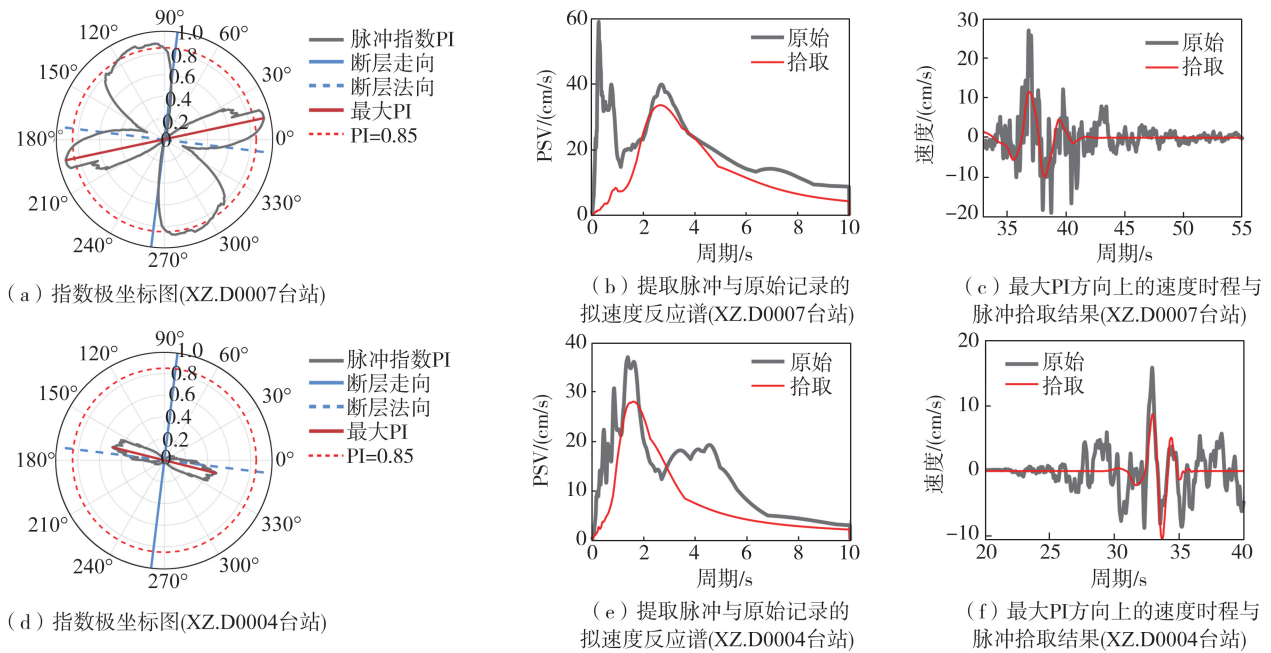 90°
120°
60°
150°
30°
180°
0°
210°
330°
240°
300°
270°
1.0
0.8
0.6
0.4
0.2
0
脉冲指数PI
断层走向
断层法向
最大PI
PI=0.85
（a）指数极坐标图(XZ.D0007台站)
60
40
20
0
PSV/(cm/s)
原始
拾取
0 2 4 6 8 10
周期/s
（b）提取脉冲与原始记录的
拟速度反应谱(XZ.D0007台站)
30
20
10
0
−10
−20
速度/(cm/s)
原始
拾取
35 40 45 50 55
周期/s
（c）最大PI方向上的速度时程与
脉冲拾取结果(XZ.D0007台站)
90°
120°
60°
150°
30°
180°
0°
210°
330°
240°
300°
270°
1.0
0.8
0.6
0.4
0.2
0
脉冲指数PI
断层走向
断层法向
最大PI
PI=0.85
（d）指数极坐标图(XZ.D0004台站)
40
30
20
10
0
PSV/(cm/s)
原始
拾取
0 2 4 6 8 10
周期/s
（e）提取脉冲与原始记录的
拟速度反应谱(XZ.D0004台站)
20
10
0
−10
速度/(cm/s)
原始
拾取
20 25 30 35 40
周期/s
（f）最大PI方向上的速度时程与
脉冲拾取结果(XZ.D0004台站)